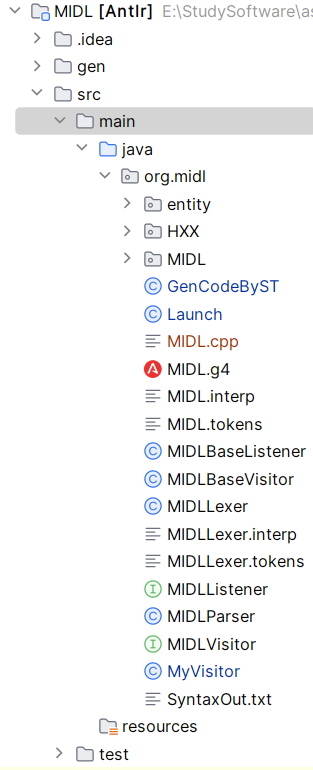 MIDL [Antlr] E:\StudySoftware\as
.idea
gen
src
main
java
org.midl
entity
HXX
MIDL
GenCodeByST
Launch
MIDL.cpp
MIDL.g4
MIDL.interp
MIDL.tokens
MIDLBaseListener
MIDLBaseVisitor
MIDLLexer
MIDLLexer.interp
MIDLLexer.tokens
MIDLListener
MIDLParser
MIDLVisitor
MyVisitor
SyntaxOut.txt
resources
test